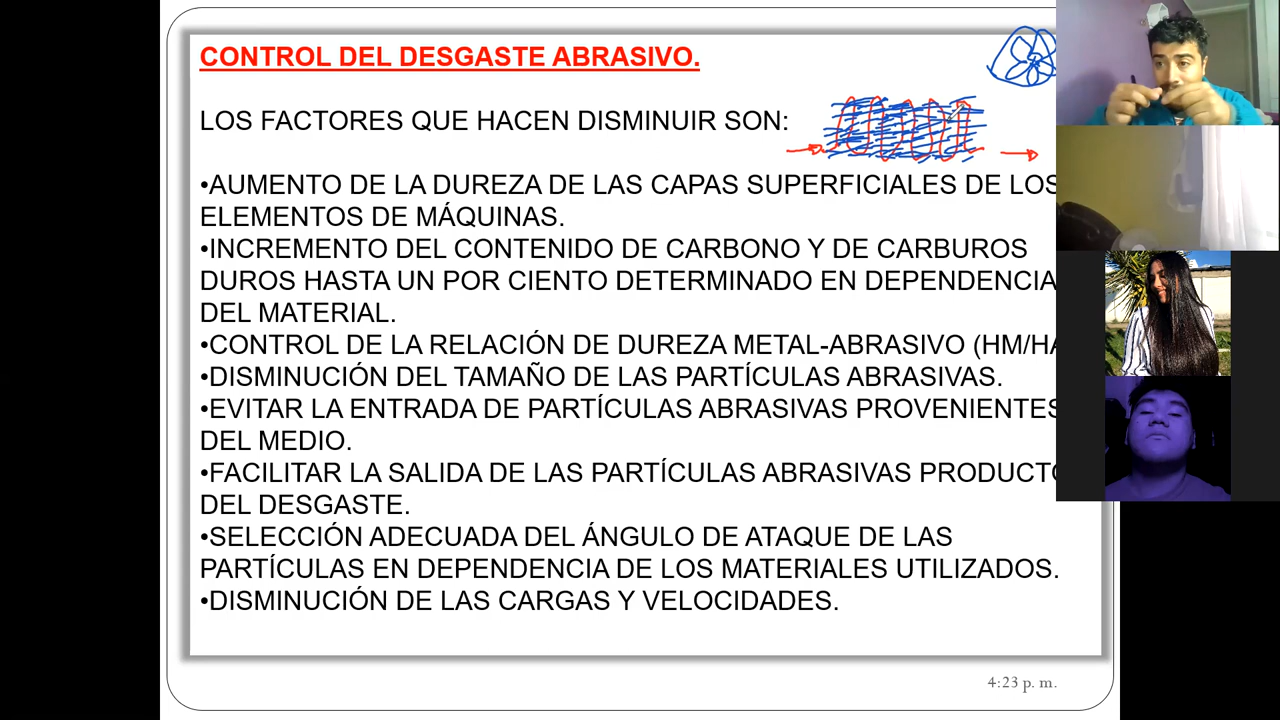 CONTROL DEL DESGASTE ABRASIVO.
LOS FACTORES QUE HACEN DISMINUIR SON:
•AUMENTO DE LA DUREZA DE LAS CAPAS SUPERFICIALES DE LOS
ELEMENTOS DE MÁQUINAS.
•INCREMENTO DEL CONTENIDO DE CARBONO Y DE CARBUROS
DUROS HASTA UN POR CIENTO DETERMINADO EN DEPENDENCIA
DEL MATERIAL.
•CONTROL DE LA RELACIÓN DE DUREZA METAL-ABRASIVO (HM/HA
•DISMINUCIÓN DEL TAMAÑO DE LAS PARTÍCULAS ABRASIVAS.
•EVITAR LA ENTRADA DE PARTÍCULAS ABRASIVAS PROVENIENTES
DEL MEDIO.
•FACILITAR LA SALIDA DE LAS PARTÍCULAS ABRASIVAS PRODUCTO
DEL DESGASTE.
•SELECCIÓN ADECUADA DEL ÁNGULO DE ATAQUE DE LAS
PARTÍCULAS EN DEPENDENCIA DE LOS MATERIALES UTILIZADOS.
•DISMINUCIÓN DE LAS CARGAS Y VELOCIDADES.
4:23 p. m.